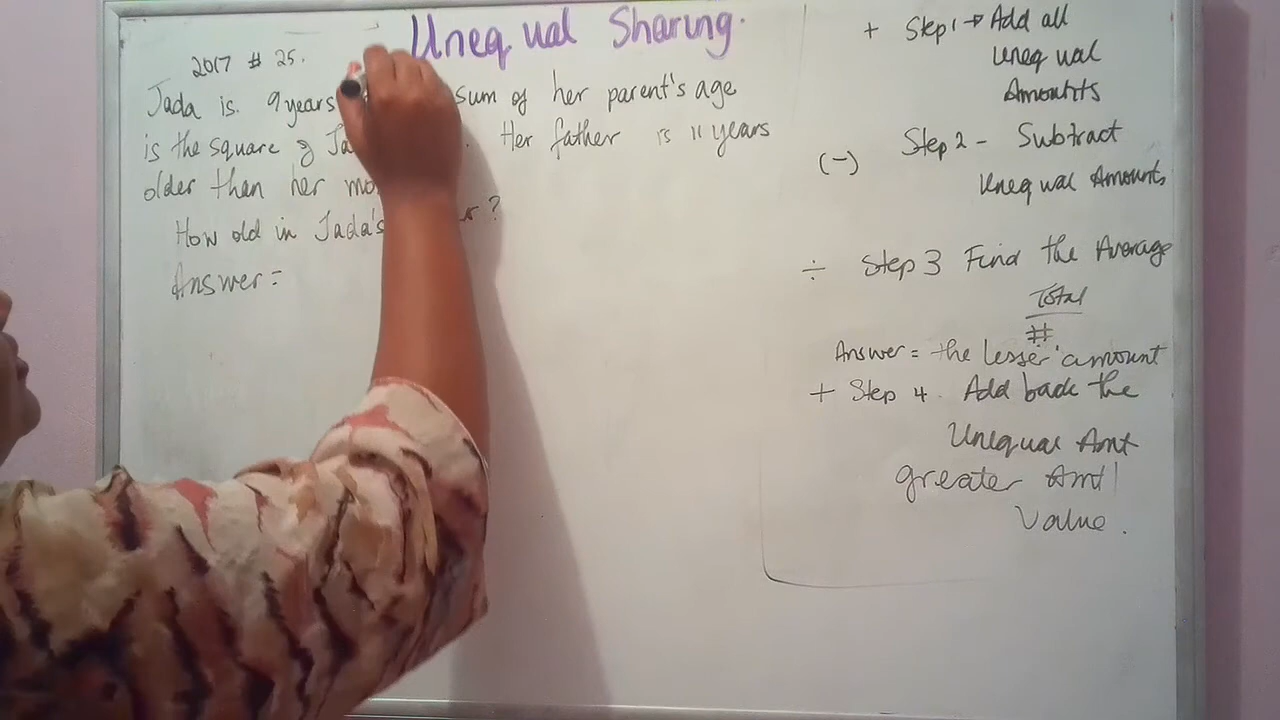 Unequal Sharing.
2017 # 25.
Jada is 9 years sum of her parent's age
is the square of Her father is 11 years
older than her
How old in Jada's ?
Answer =
+ Step 1 → Add all
Unequal
Amounts
(-) Step 2 - Subtract
Unequal Amounts
÷ Step 3 Find the Average
Total
#
Answer = the lesser amount
+ Step 4. Add back the
Unequal Amt
greater Amt
Value.